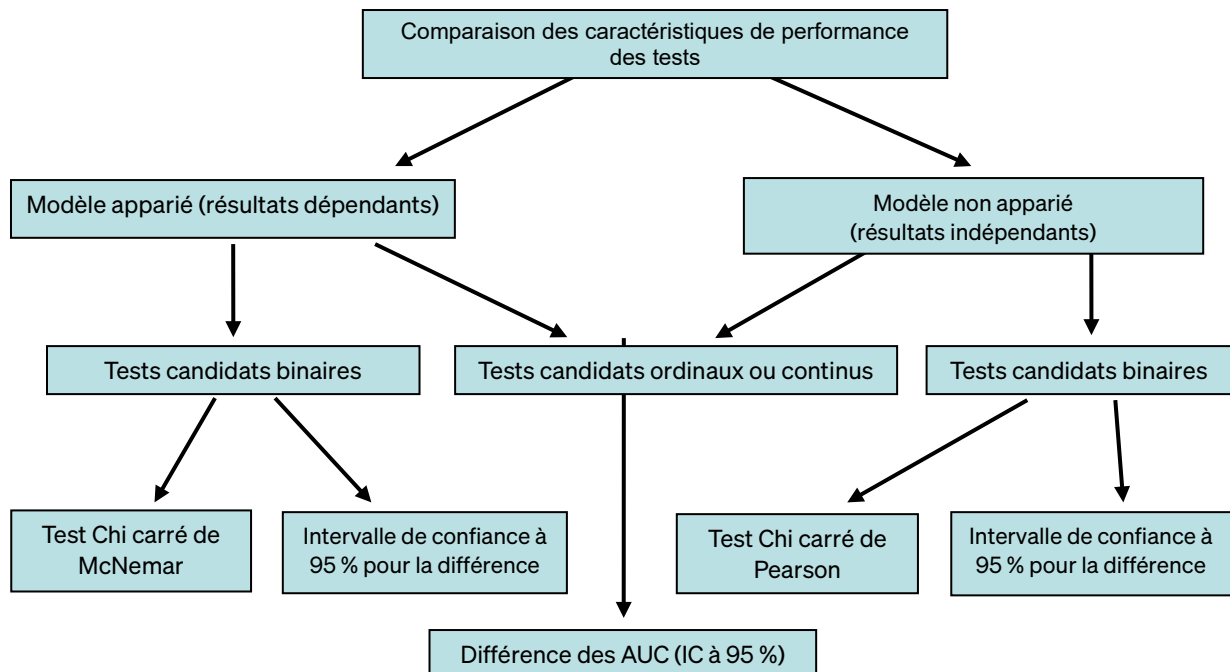 Comparaison des caractéristiques de performance
des tests
Modèle apparié (résultats dépendants)
Modèle non apparié
(résultats indépendants)
Tests candidats binaires
Tests candidats ordinaux ou continus
Tests candidats binaires
Test Chi carré de
McNemar
Intervalle de confiance à
95 % pour la différence
Test Chi carré de
Pearson
Intervalle de confiance à
95 % pour la différence
Différence des AUC (IC à 95 %)